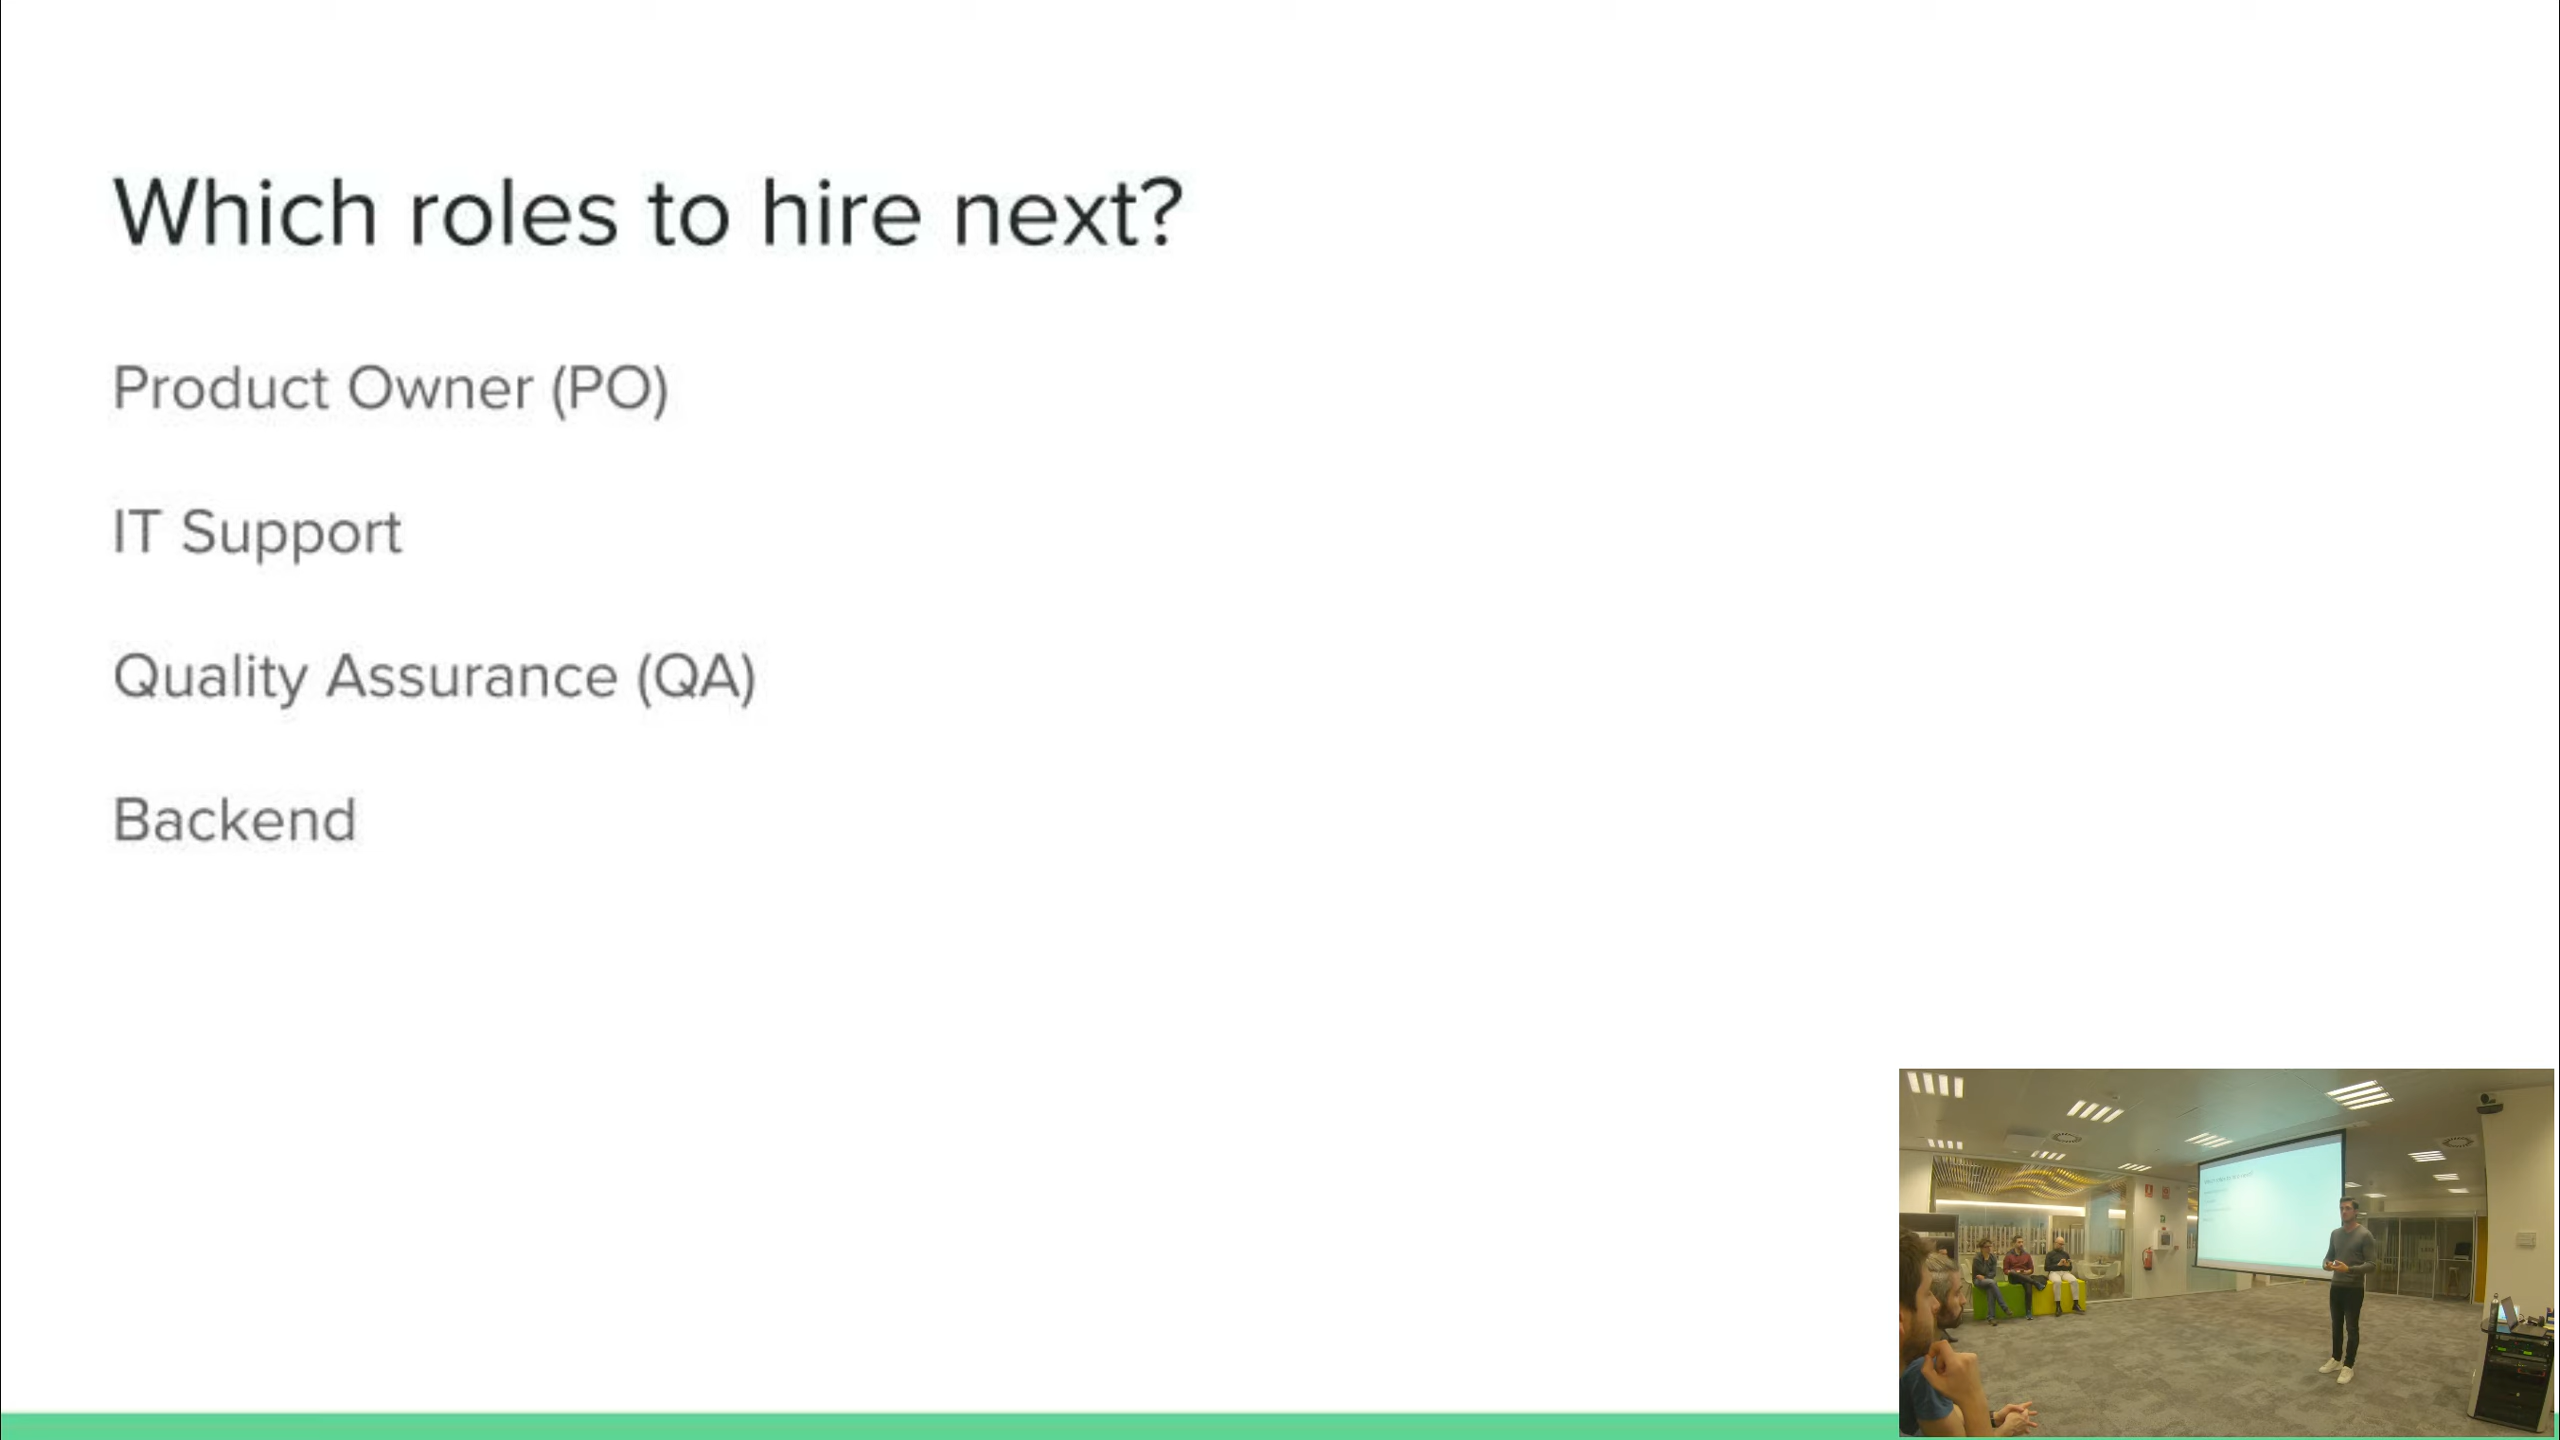 Which roles to hire next?
Product Owner (PO)
IT Support
Quality Assurance (QA)
Backend